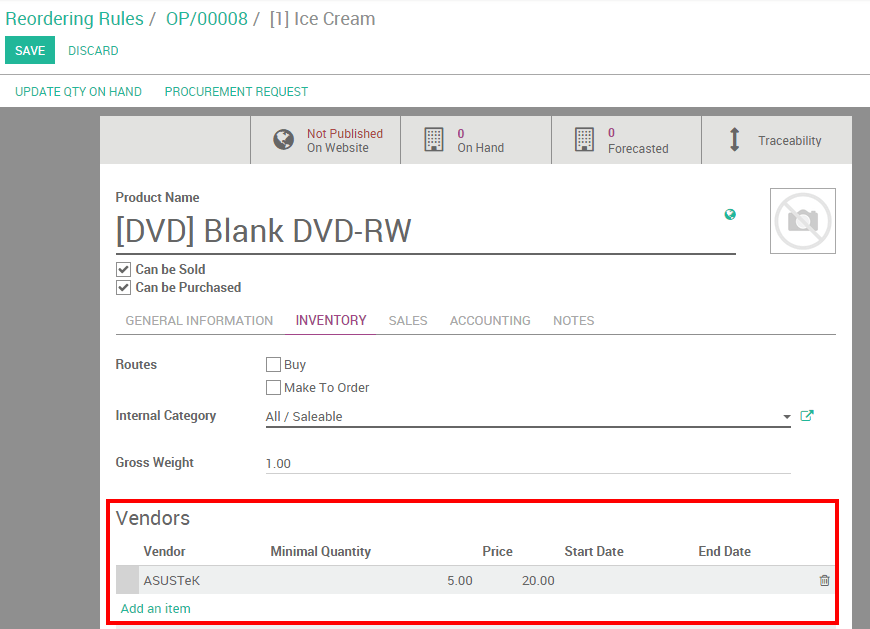 Reordering Rules / OP/00008 / [1] Ice Cream
SAVE DISCARD
UPDATE QTY ON HAND PROCUREMENT REQUEST
Not Published
On Website
0
On Hand
0
Forecasted
Traceability
Product Name
[DVD] Blank DVD-RW
Can be Sold
Can be Purchased
GENERAL INFORMATION INVENTORY SALES ACCOUNTING NOTES
Routes Buy
Make To Order
Internal Category All / Saleable
Gross Weight 1.00
Vendors
Vendor Minimal Quantity Price Start Date End Date
ASUSTeK 5.00 20.00
Add an item